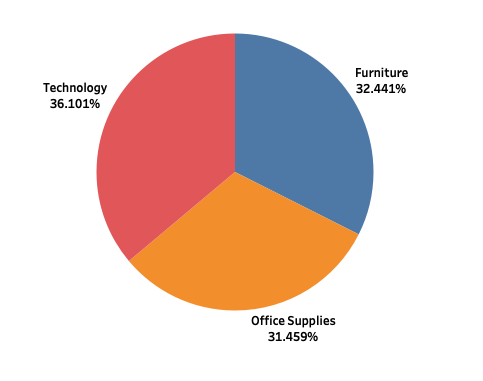 Furniture
32.441%
Technology
36.101%
Office Supplies
31.459%